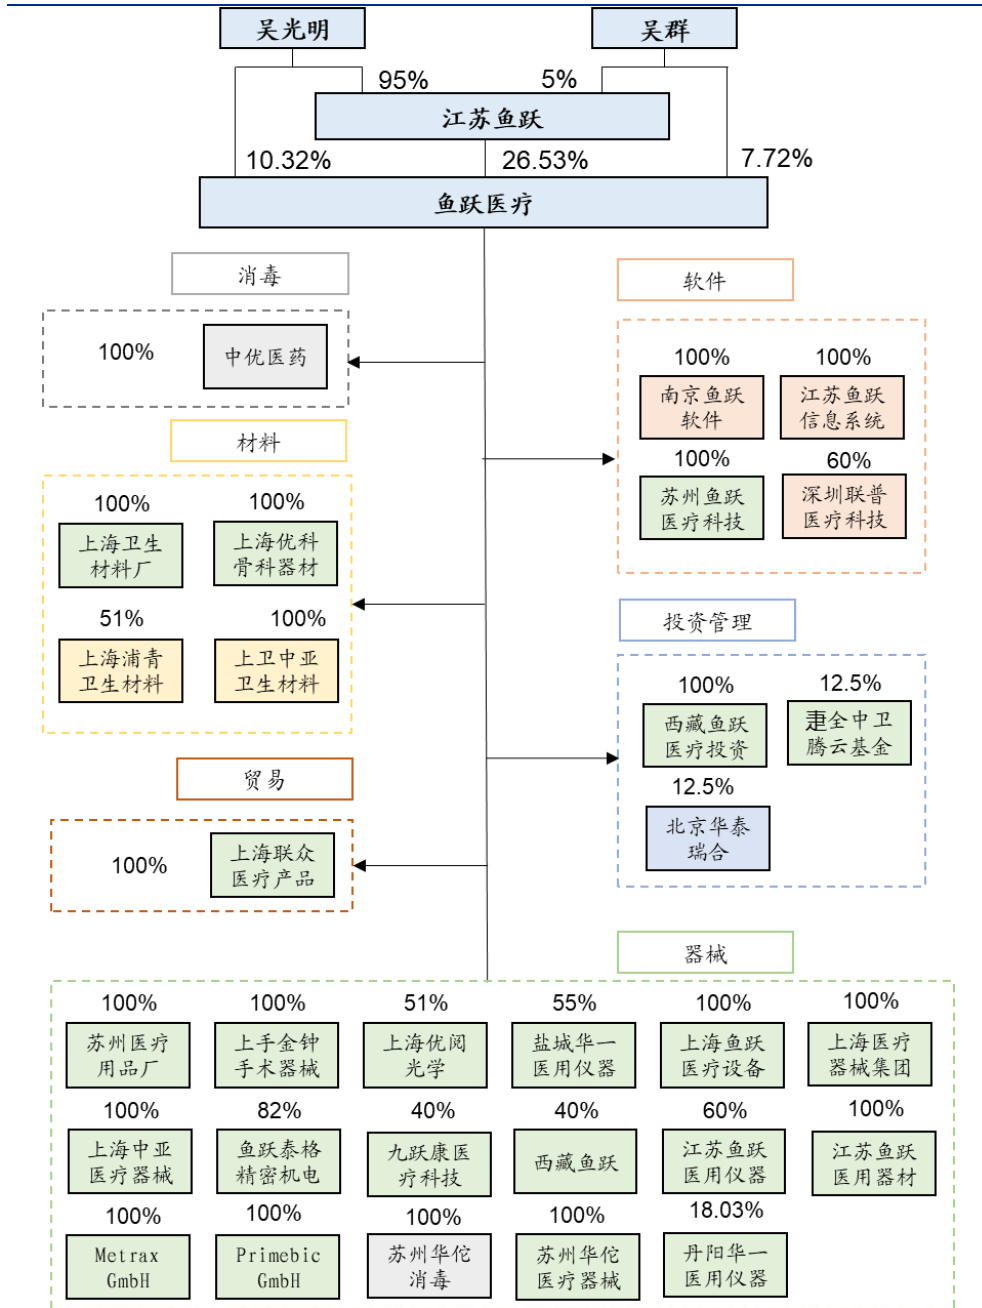 吴光明
吴群
95%
5%
江苏鱼跃
10.32%
26.53%
7.72%
鱼跃医疗
消毒
100%
中优医药
材料
100%
100%
上海卫生
材料厂
上海优科
骨科器材
51%
100%
上海浦青
卫生材料
上卫中亚
卫生材料
贸易
100%
上海联众
医疗产品
软件
100%
100%
南京鱼跃
软件
江苏鱼跃
信息系统
100%
60%
苏州鱼跃
医疗科技
深圳联普
医疗科技
投资管理
100%
12.5%
西藏鱼跃
医疗投资
全中卫
腾云基金
12.5%
北京华泰
瑞合
器械
100%
100%
51%
55%
100%
100%
苏州医疗
用品厂
上手金钟
手术器械
上海优阅
光学
盐城华一
医用仪器
上海鱼跃
医疗设备
上海医疗
器械集团
100%
82%
40%
40%
60%
100%
上海中亚
医疗器械
鱼跃泰格
精密机电
九跃康医
疗科技
西藏鱼跃
江苏鱼跃
医用仪器
江苏鱼跃
医用器材
100%
100%
100%
100%
18.03%
Metrax
GmbH
Primebic
GmbH
苏州华佗
消毒
苏州华佗
医疗器械
丹阳华一
医用仪器